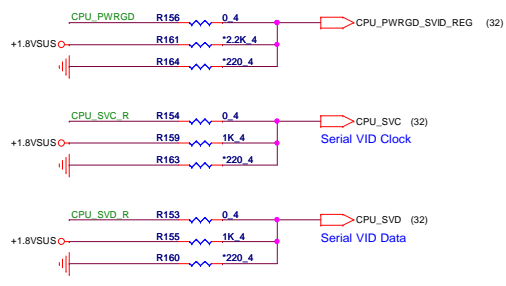 CPU_PWRGD R156 0_4 CPU_PWRGD_SVID_REG (32)
+1.8VSUS R161 *2.2K_4
R164 *220_4
CPU_SVC_R R154 0_4 CPU_SVC (32)
+1.8VSUS R159 1K_4 Serial VID Clock
R163 *220_4
CPU_SVD_R R153 0_4 CPU_SVD (32)
+1.8VSUS R155 1K_4 Serial VID Data
R160 *220_4